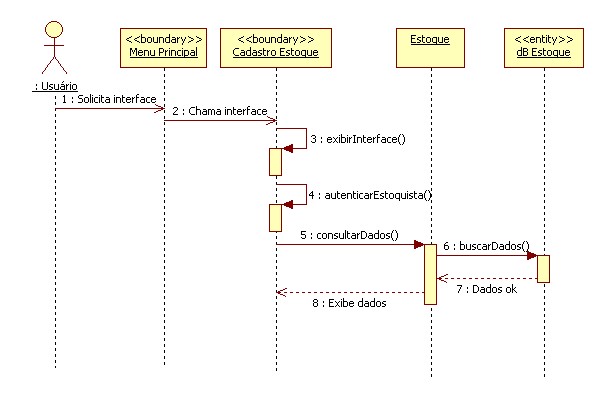 <<boundary>>
Menu Principal
<<boundary>>
Cadastro Estoque
Estoque
<<entity>>
dB Estoque
: Usuário
1 : Solicita interface
2 : Chama interface
3 : exibirInterface()
4 : autenticarEstoquista()
5 : consultarDados()
6 : buscarDados()
7 : Dados ok
8 : Exibe dados